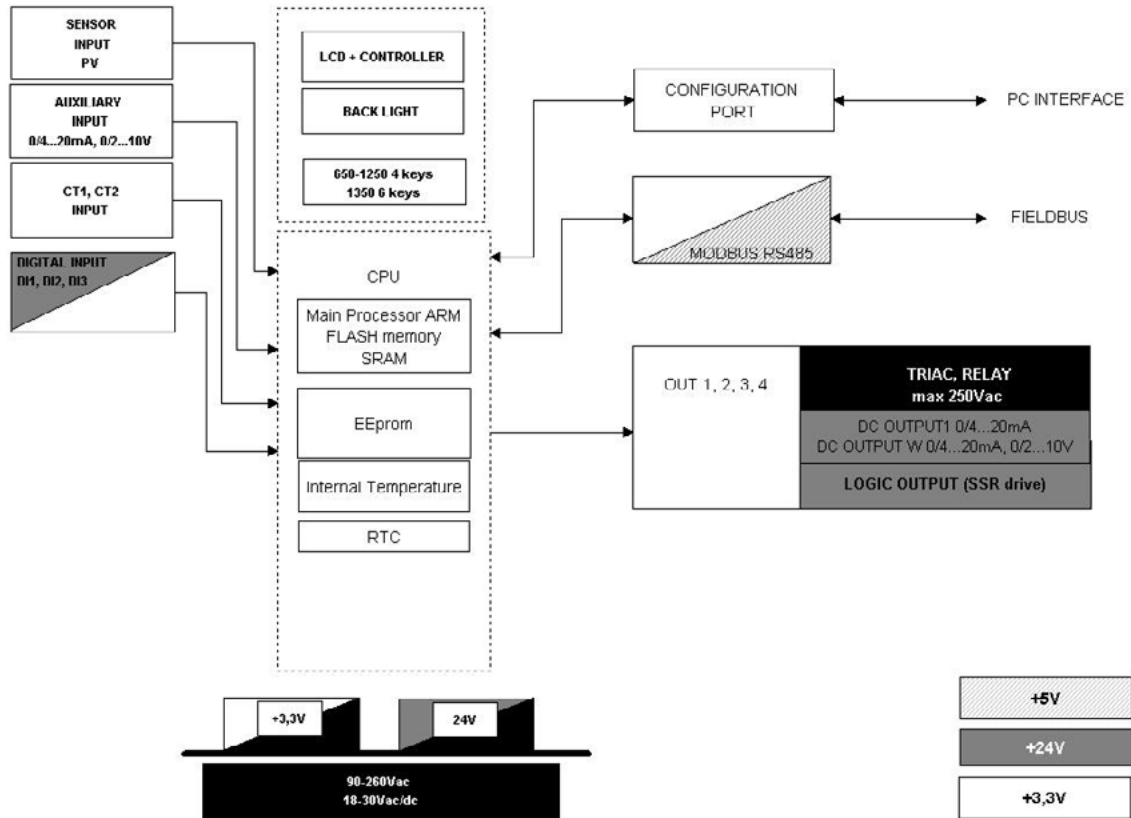 SENSOR
INPUT
PV
AUXILIARY
INPUT
0/4...20mA, 0/2...10V
CT1, CT2
INPUT
DIGITAL INPUT
DI1, DI2, DI3
LCD + CONTROLLER
BACK LIGHT
650-1250 4 keys
1350 6 keys
CPU
Main Processor ARM
FLASH memory
SRAM
EEprom
Internal Temperature
RTC
CONFIGURATION
PORT
PC INTERFACE
MODBUS RS485
FIELDBUS
OUT 1, 2, 3, 4
TRIAC, RELAY
max 250Vac
DC OUTPUT1 0/4...20mA
DC OUTPUT W 0/4...20mA, 0/2...10V
LOGIC OUTPUT (SSR drive)
+3,3V
24V
90-260Vac
18-30Vac/dc
+5V
+24V
+3,3V